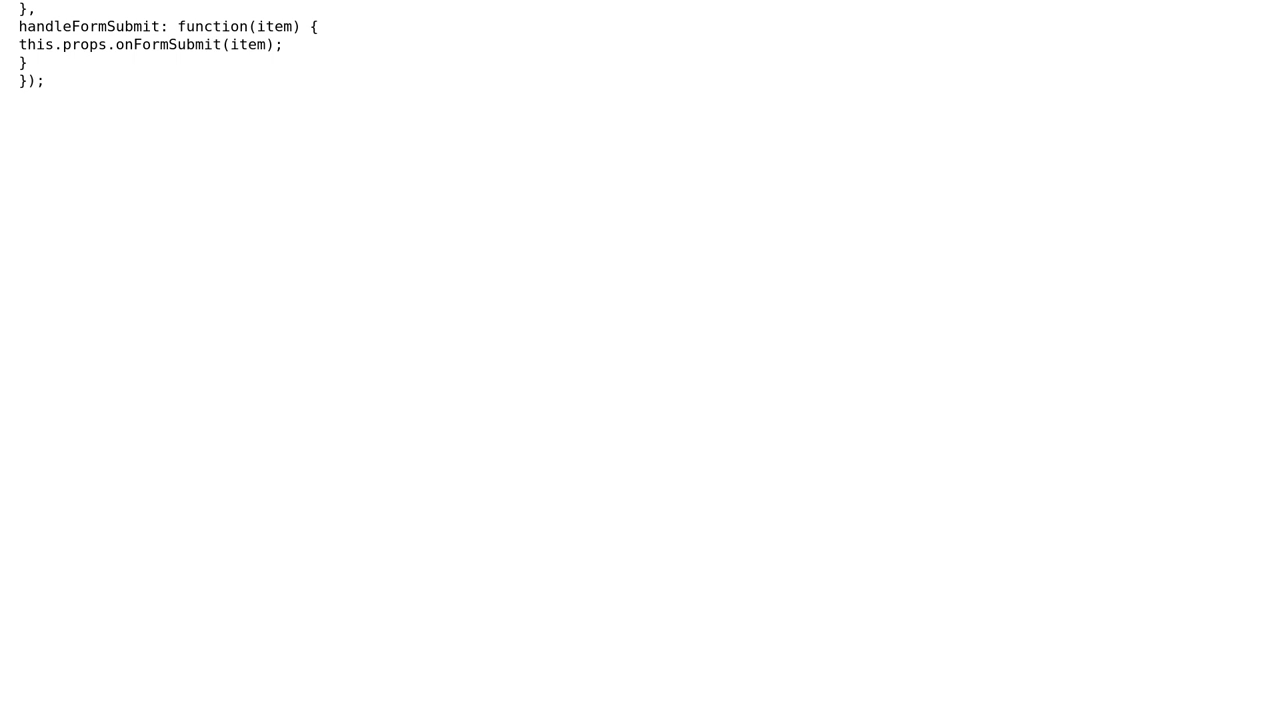 },
handleFormSubmit: function(item) {
this.props.onFormSubmit(item);
}
});